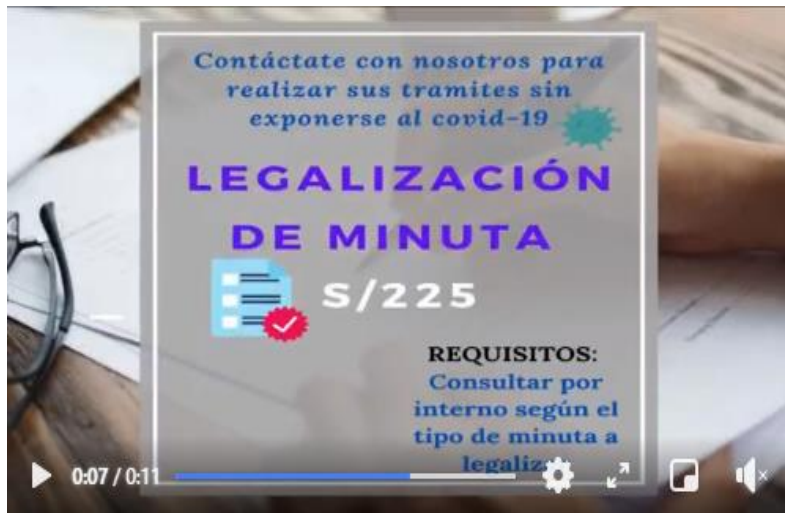 Contáctate con nosotros para
realizar sus tramites sin
exponerse al covid-19
LEGALIZACIÓN
DE MINUTA
S/225
REQUISITOS:
Consultar por
interno según el
tipo de minuta a
0:07 / 0:11